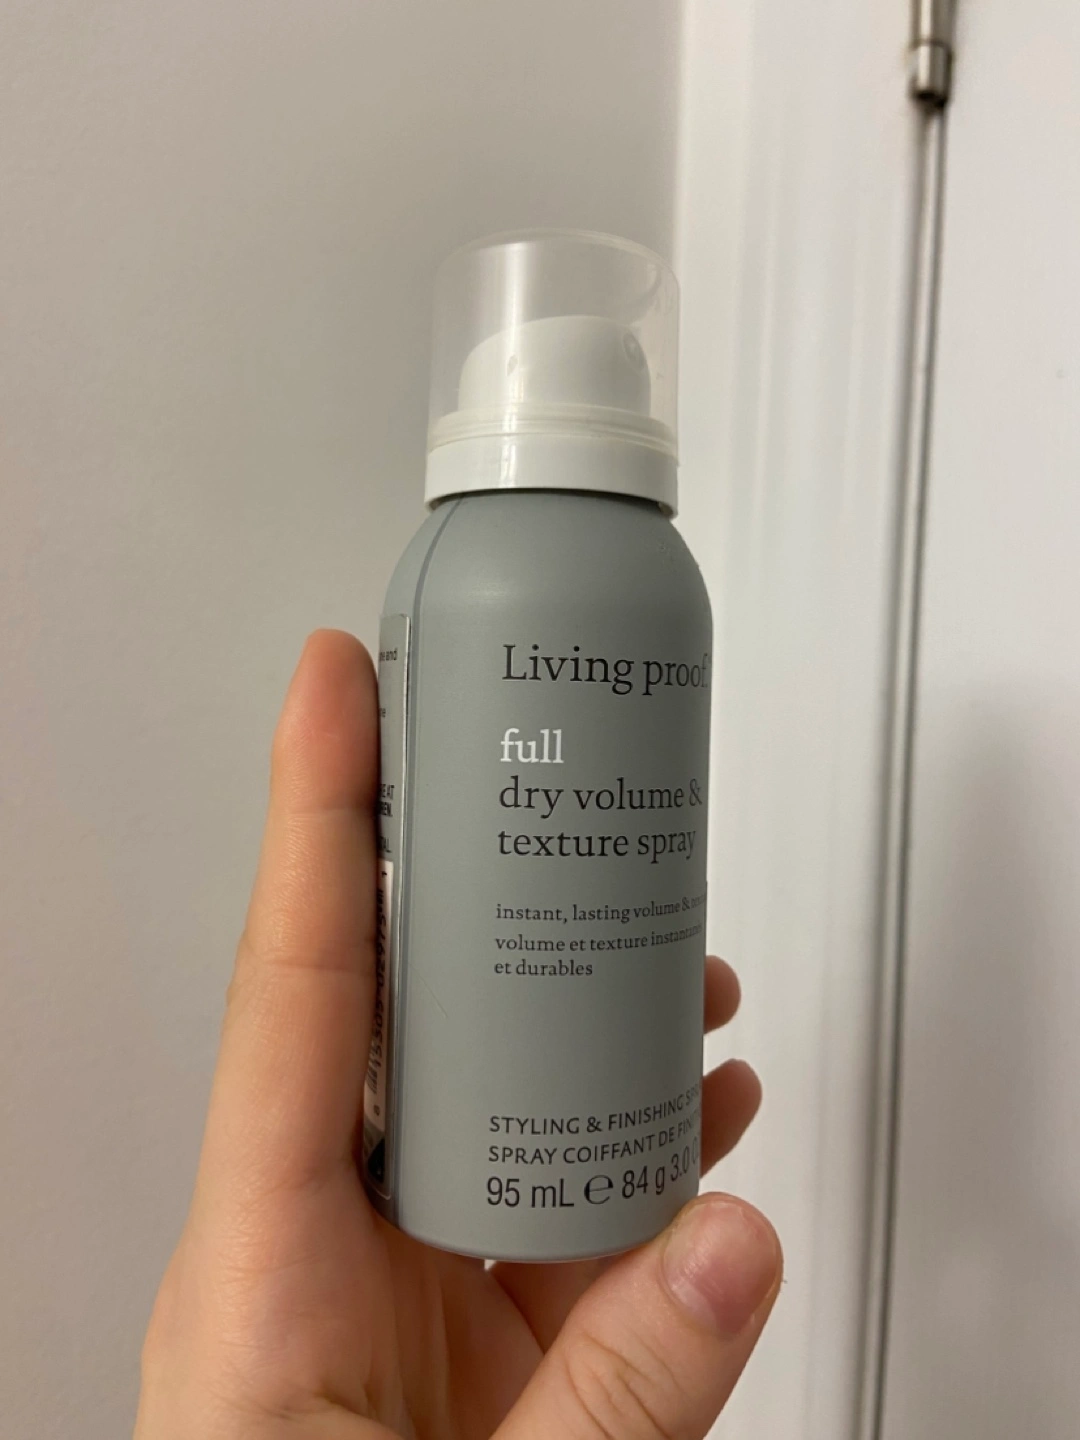 Living proof.
full
dry volume &
texture spray
instant, lasting volume &
volume et texture
et durables
STYLING & FINISHING
SPRAY COIFFANT DE
95 mL ℮ 84 g 3.0